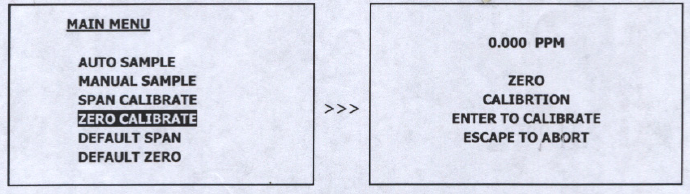 MAIN MENU
AUTO SAMPLE
MANUAL SAMPLE
SPAN CALIBRATE
ZERO CALIBRATE
DEFAULT SPAN
DEFAULT ZERO
>>>
0.000 PPM
ZERO
CALIBRTION
ENTER TO CALIBRATE
ESCAPE TO ABORT